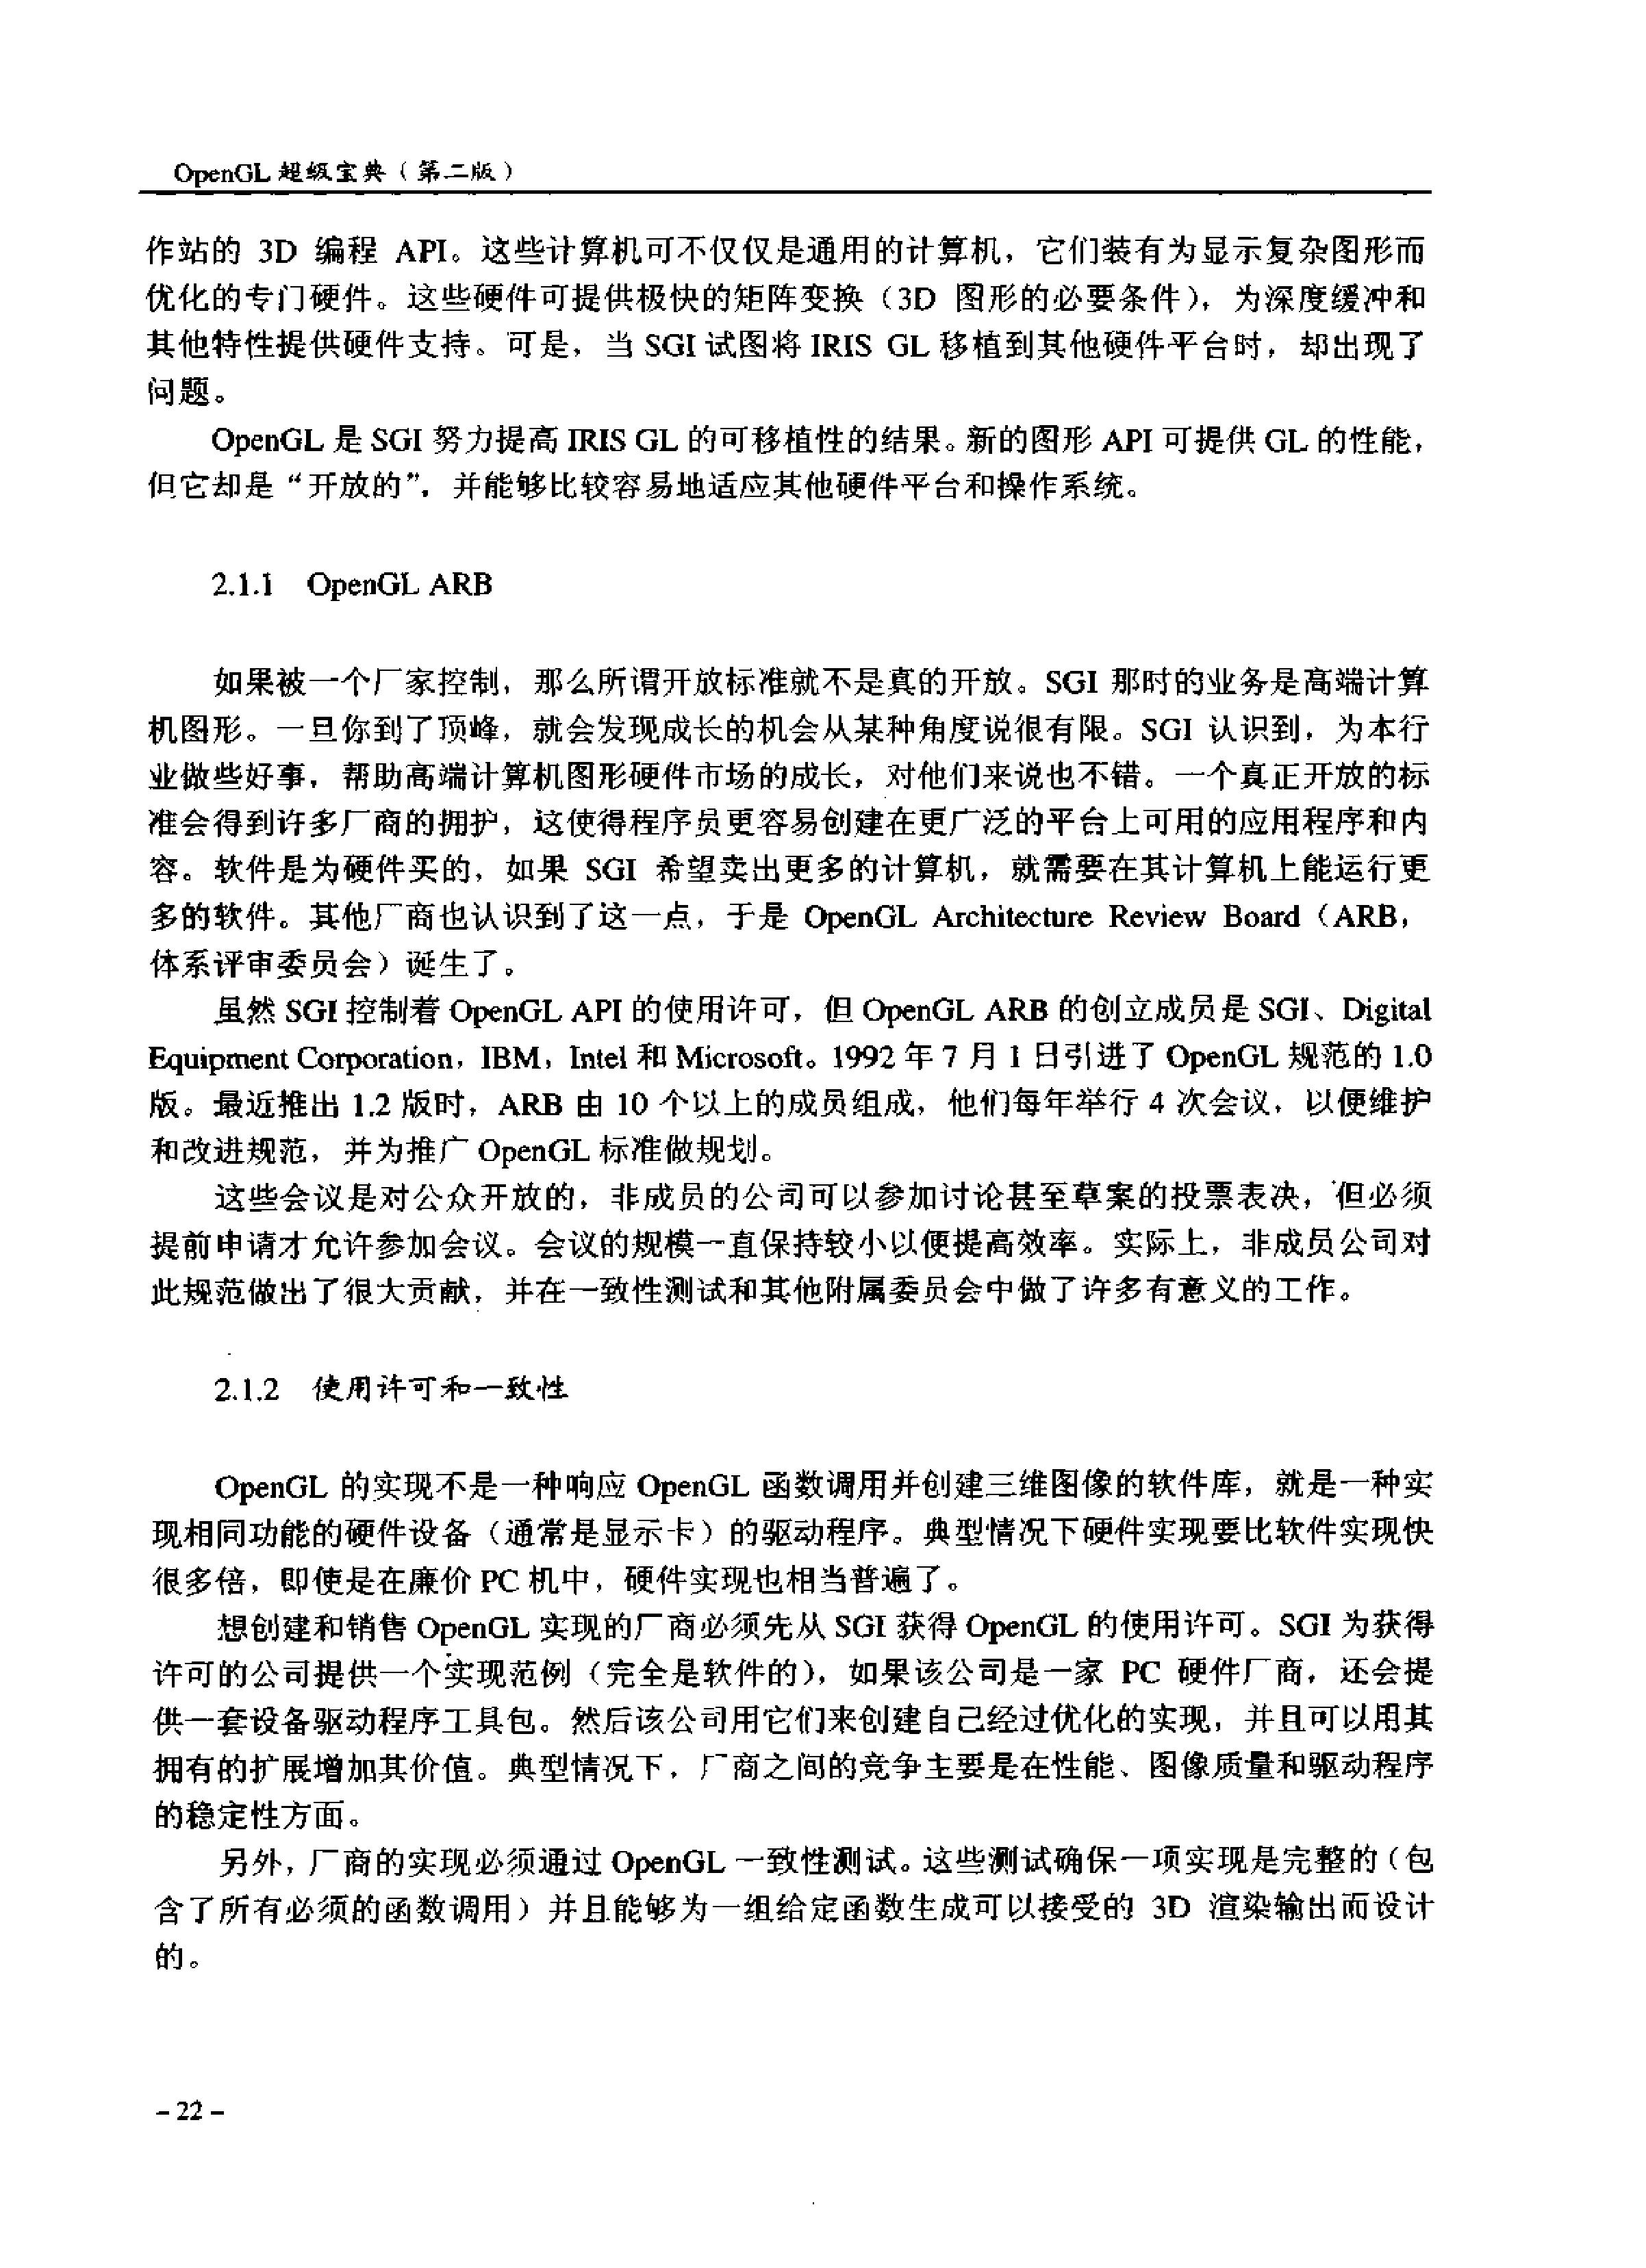 OpenGL 超级宝典（第二版）
作站的 3D 编程 API。这些计算机可不仅仅是通用的计算机，它们装有为显示复杂图形而
优化的专门硬件。这些硬件可提供极快的矩阵变换（3D 图形的必要条件），为深度缓冲和
其他特性提供硬件支持。可是，当 SGI 试图将 IRIS GL 移植到其他硬件平台时，却出现了
问题。
OpenGL 是 SGI 努力提高 IRIS GL 的可移植性的结果。新的图形 API 可提供 GL 的性能，
但它却是“开放的”，并能够比较容易地适应其他硬件平台和操作系统。
2.1.1 OpenGL ARB
如果被一个厂家控制，那么所谓开放标准就不是真的开放。SGI 那时的业务是高端计算
机图形。一旦你到了顶峰，就会发现成长的机会从某种角度说很有限。SGI 认识到，为本行
业做些好事，帮助高端计算机图形硬件市场的成长，对他们来说也不错。一个真正开放的标
准会得到许多厂商的拥护，这使得程序员更容易创建在更广泛的平台上可用的应用程序和内
容。软件是为硬件买的，如果 SGI 希望卖出更多的计算机，就需要在其计算机上能运行更
多的软件。其他厂商也认识到了这一点，于是 OpenGL Architecture Review Board（ARB，
体系评审委员会）诞生了。
虽然 SGI 控制着 OpenGL API 的使用许可，但 OpenGL ARB 的创立成员是 SGI、Digital
Equipment Corporation，IBM，Intel 和 Microsoft。1992 年 7 月 1 日引进了 OpenGL 规范的 1.0
版。最近推出 1.2 版时，ARB 由 10 个以上的成员组成，他们每年举行 4 次会议，以便维护
和改进规范，并为推广 OpenGL 标准做规划。
这些会议是对公众开放的，非成员的公司可以参加讨论甚至草案的投票表决，但必须
提前申请才允许参加会议。会议的规模一直保持较小以便提高效率。实际上，非成员公司对
此规范做出了很大贡献，并在一致性测试和其他附属委员会中做了许多有意义的工作。
2.1.2 使用许可和一致性
OpenGL 的实现不是一种响应 OpenGL 函数调用并创建三维图像的软件库，就是一种实
现相同功能的硬件设备（通常是显示卡）的驱动程序。典型情况下硬件实现要比软件实现快
很多倍，即使是在廉价 PC 机中，硬件实现也相当普遍了。
想创建和销售 OpenGL 实现的厂商必须先从 SGI 获得 OpenGL 的使用许可。SGI 为获得
许可的公司提供一个实现范例（完全是软件的），如果该公司是一家 PC 硬件厂商，还会提
供一套设备驱动程序工具包。然后该公司用它们来创建自己经过优化的实现，并且可以用其
拥有的扩展增加其价值。典型情况下，厂商之间的竞争主要是在性能、图像质量和驱动程序
的稳定性方面。
另外，厂商的实现必须通过 OpenGL 一致性测试。这些测试确保一项实现是完整的（包
含了所有必须的函数调用）并且能够为一组给定函数生成可以接受的 3D 渲染输出而设计
的。
－22－